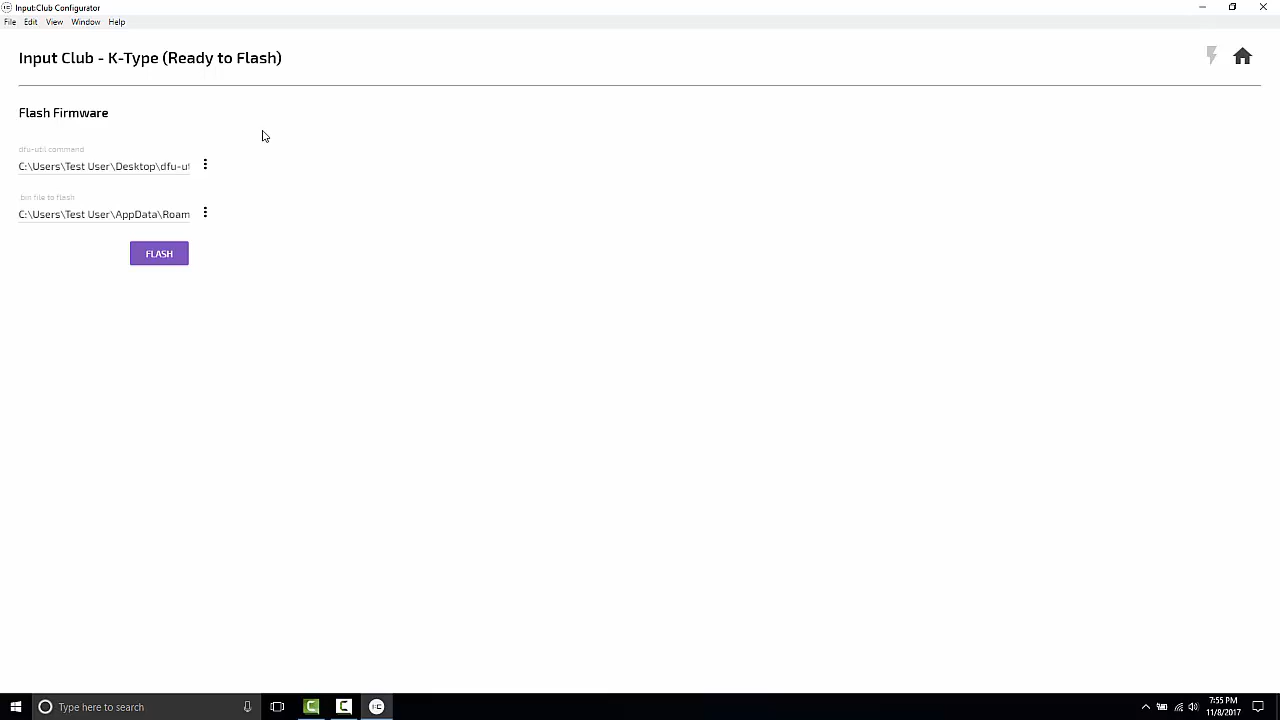 Input:Club Configurator
File Edit View Window Help
Input Club - K-Type (Ready to Flash)
Flash Firmware
dfu-util command
C:\Users\Test User\Desktop\dfu-ut
.bin file to flash
C:\Users\Test User\AppData\Roam
FLASH
Type here to search
7:55 PM
11/8/2017